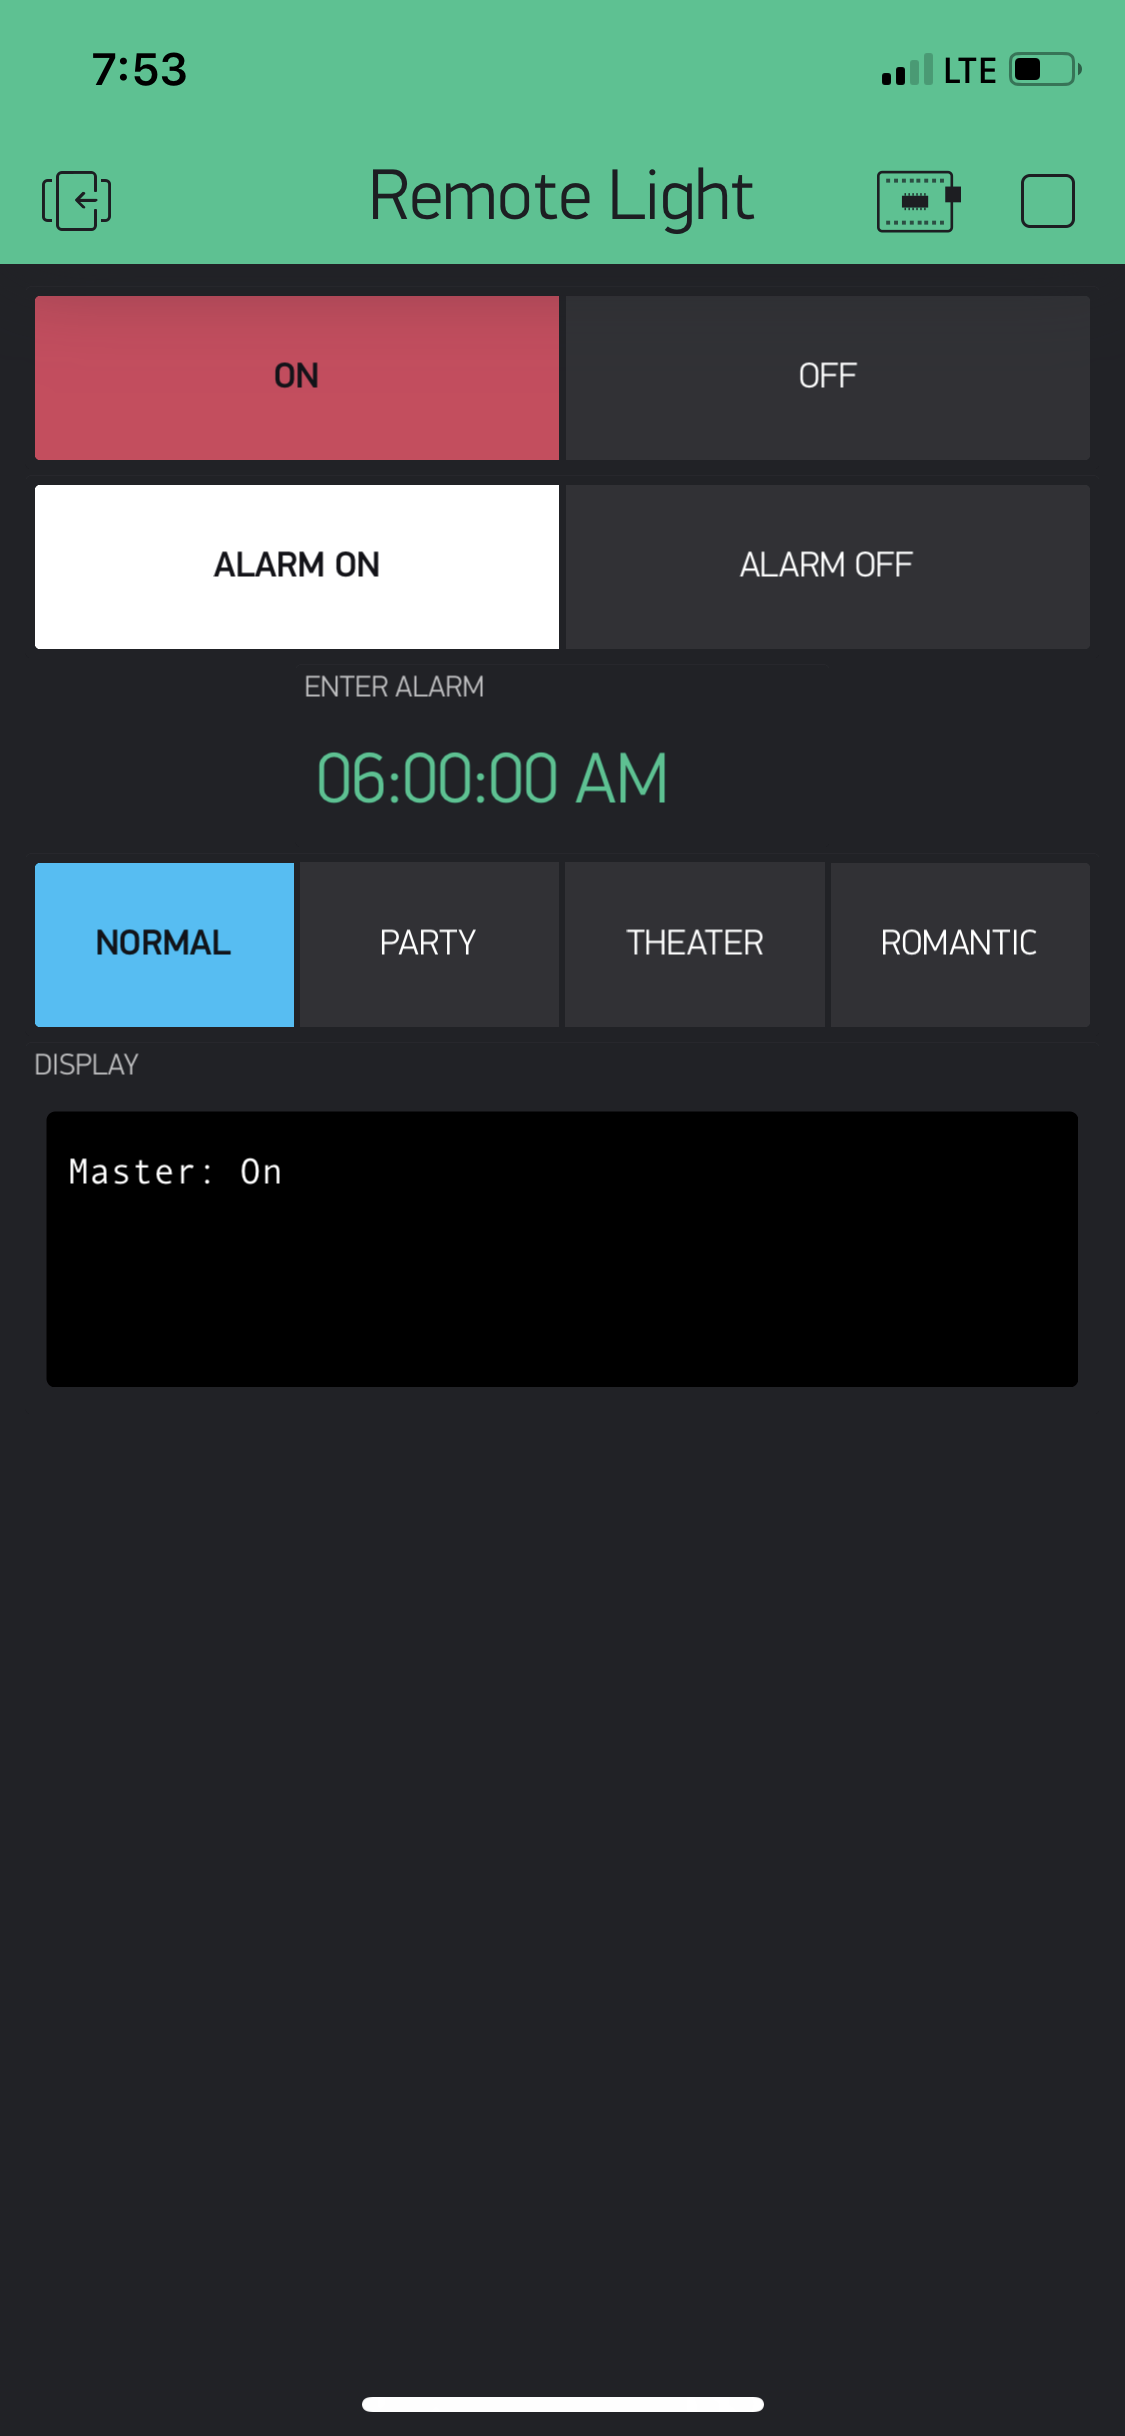 7:53 LTE
Remote Light
ON OFF
ALARM ON ALARM OFF
ENTER ALARM
06:00:00 AM
NORMAL PARTY THEATER ROMANTIC
DISPLAY
Master: On